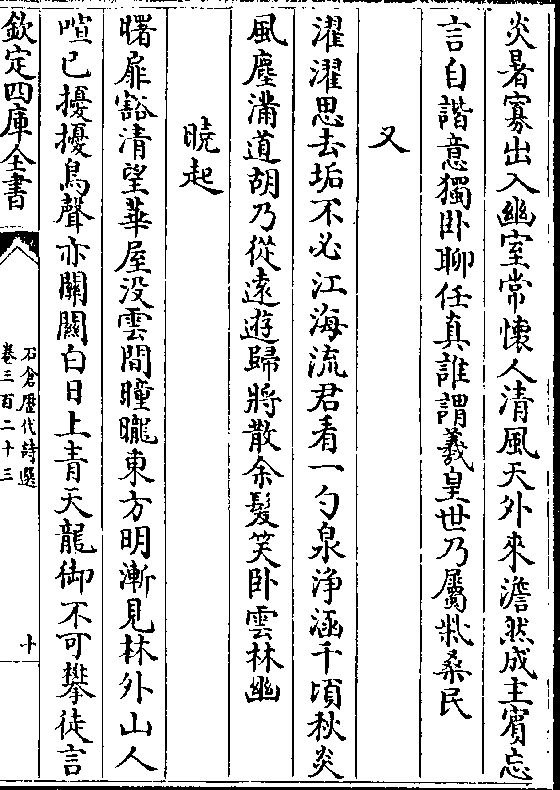 炎暑寡出入幽室常懷人清風天外來澹然成主賔忘
言自諧意獨卧聊任真誰謂羲皇世乃屬耕桑民
又
濯濯思去垢不必江海流君看一勺泉浄涵千頃秋炎
風塵滿道胡乃從逺遊歸將散余髮笑卧雲林幽
曉起
曙扉豁清望華屋没雲間曈曨東方明漸見林外山人
喧已擾擾鳥聲亦關關白日上青天龍御不可攀徒言
欽定四庫全書
石倉歴代詩選
卷三百二十三
十